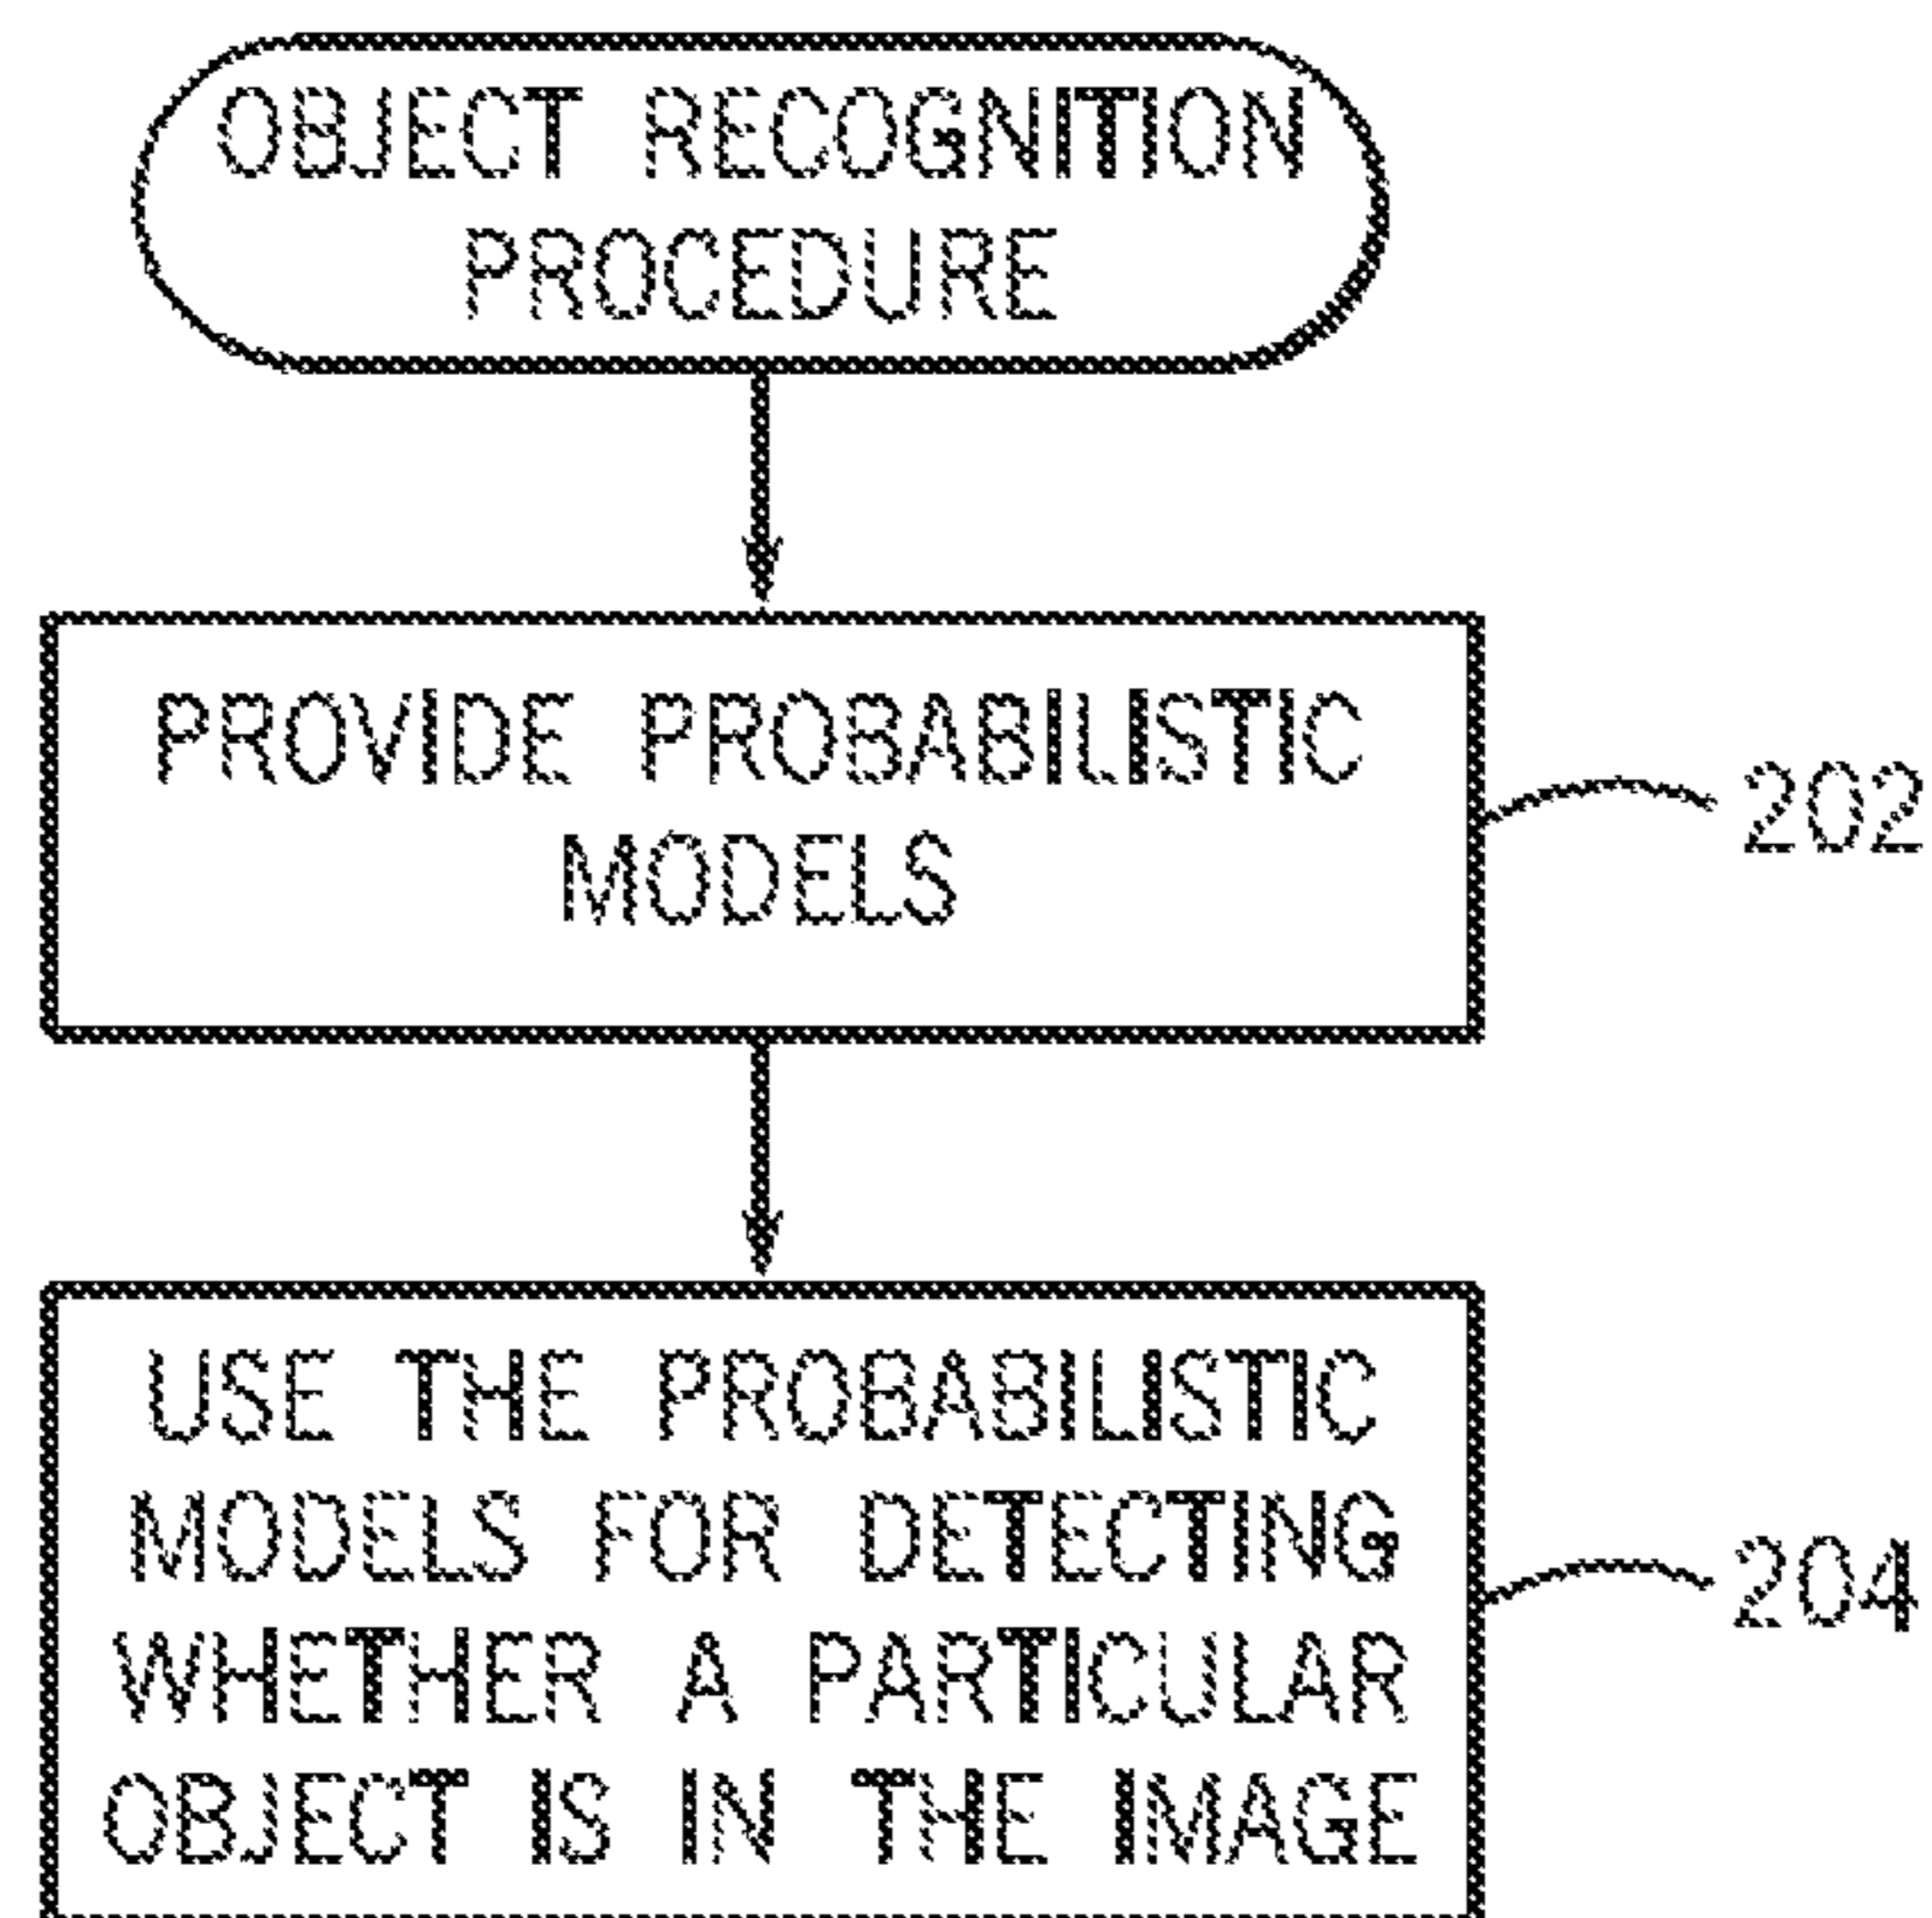 OBJECT RECOGNITION
PROCEDURE
PROVIDE PROBABILISTIC
MODELS
202
USE THE PROBABILISTIC
MODELS FOR DETECTING
WHETHER A PARTICULAR
OBJECT IS IN THE IMAGE
204